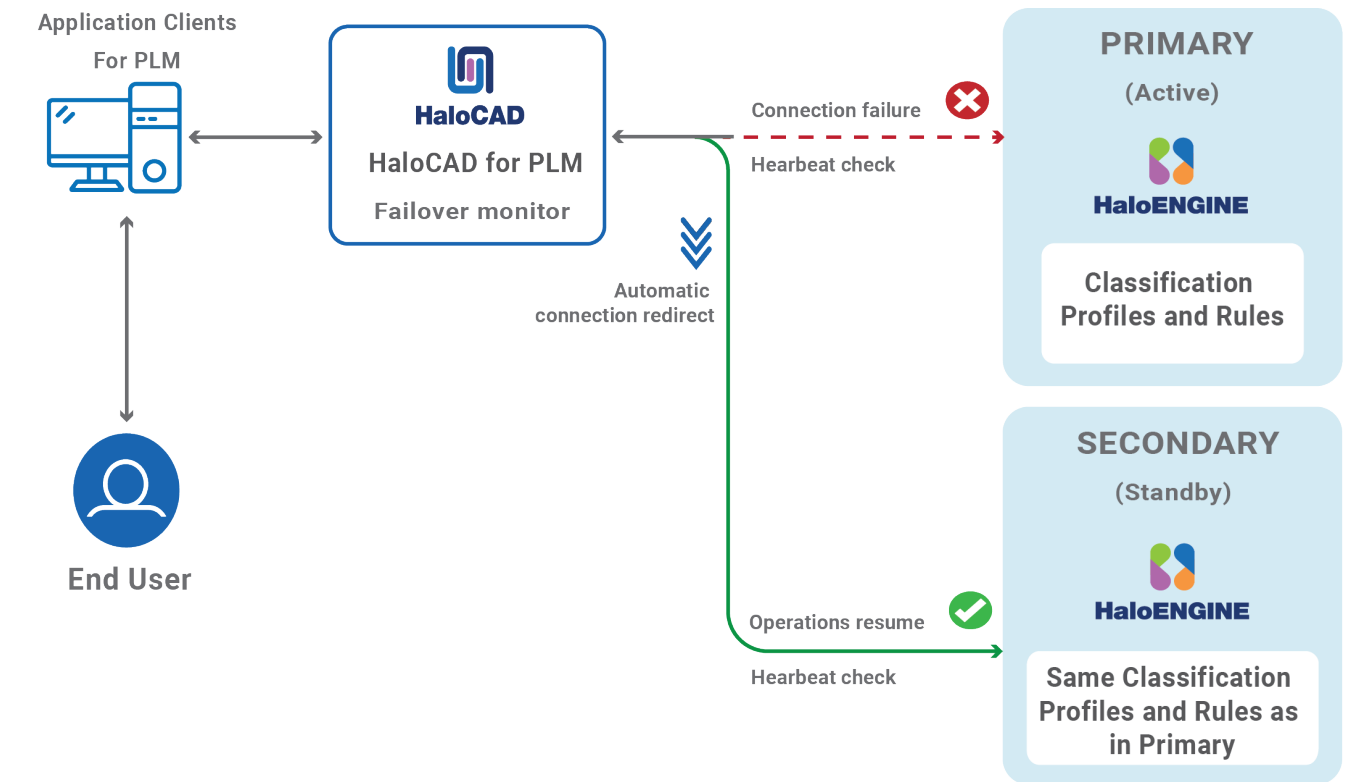 Application Clients
For PLM
HaloCAD
HaloCAD for PLM
Failover monitor
End User
Connection failure
Hearbeat check
Automatic
connection redirect
Operations resume
Hearbeat check
PRIMARY
(Active)
HaloENGINE
Classification
Profiles and Rules
SECONDARY
(Standby)
HaloENGINE
Same Classification
Profiles and Rules as
in Primary